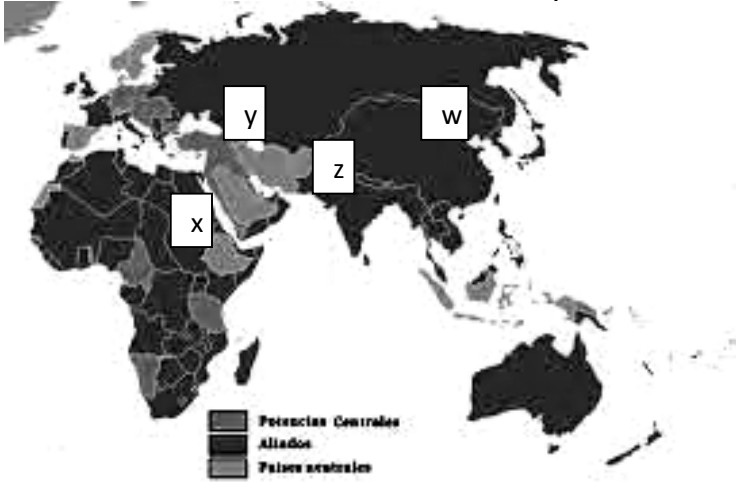 y
w
z
x
Potencias Centrales
Aliados
Países neutrales